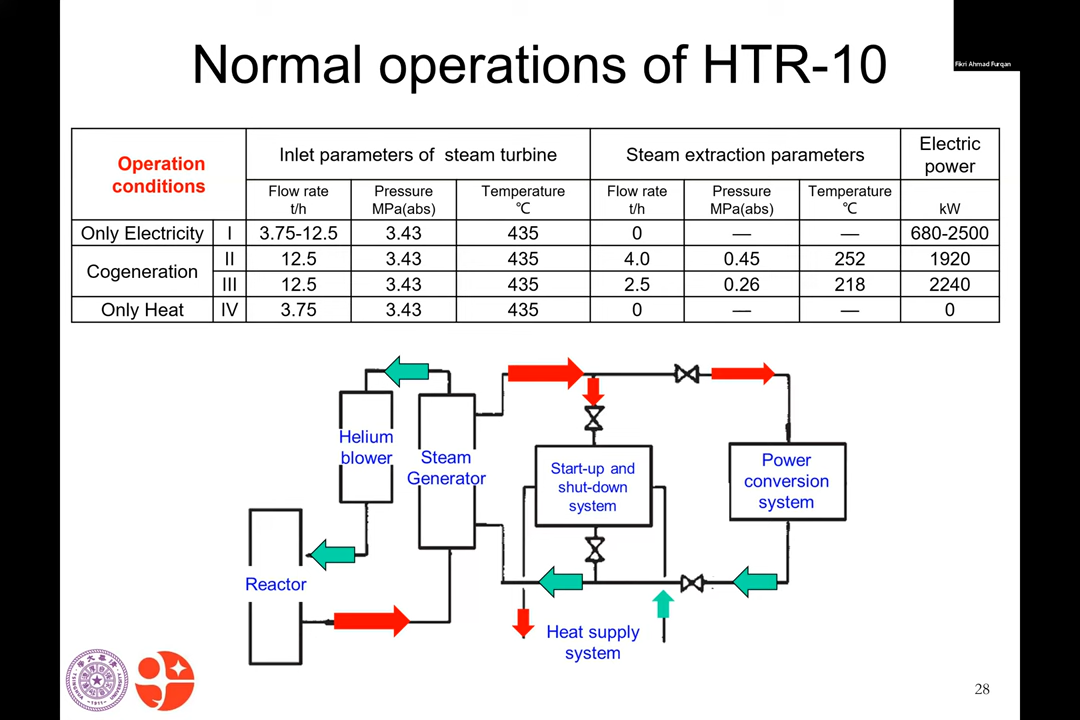 Normal operations of HTR-10
Fikri Ahmad Furqan
Operation conditions | Inlet parameters of steam turbine | Steam extraction parameters | Electric power
Flow rate t/h | Pressure MPa(abs) | Temperature ℃ | Flow rate t/h | Pressure MPa(abs) | Temperature ℃ | kW
Only Electricity | I | 3.75-12.5 | 3.43 | 435 | 0 | — | — | 680-2500
Cogeneration | II | 12.5 | 3.43 | 435 | 4.0 | 0.45 | 252 | 1920
III | 12.5 | 3.43 | 435 | 2.5 | 0.26 | 218 | 2240
Only Heat | IV | 3.75 | 3.43 | 435 | 0 | — | — | 0
Helium
blower
Steam
Generator
Start-up and
shut-down
system
Power
conversion
system
Reactor
Heat supply
system
-1911-
28